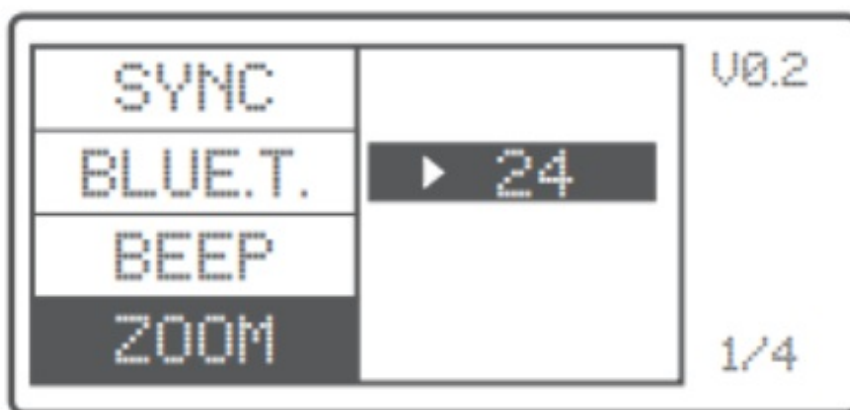 SYNC
BLUE.T.
BEEP
ZOOM
24
V0.2
1/4